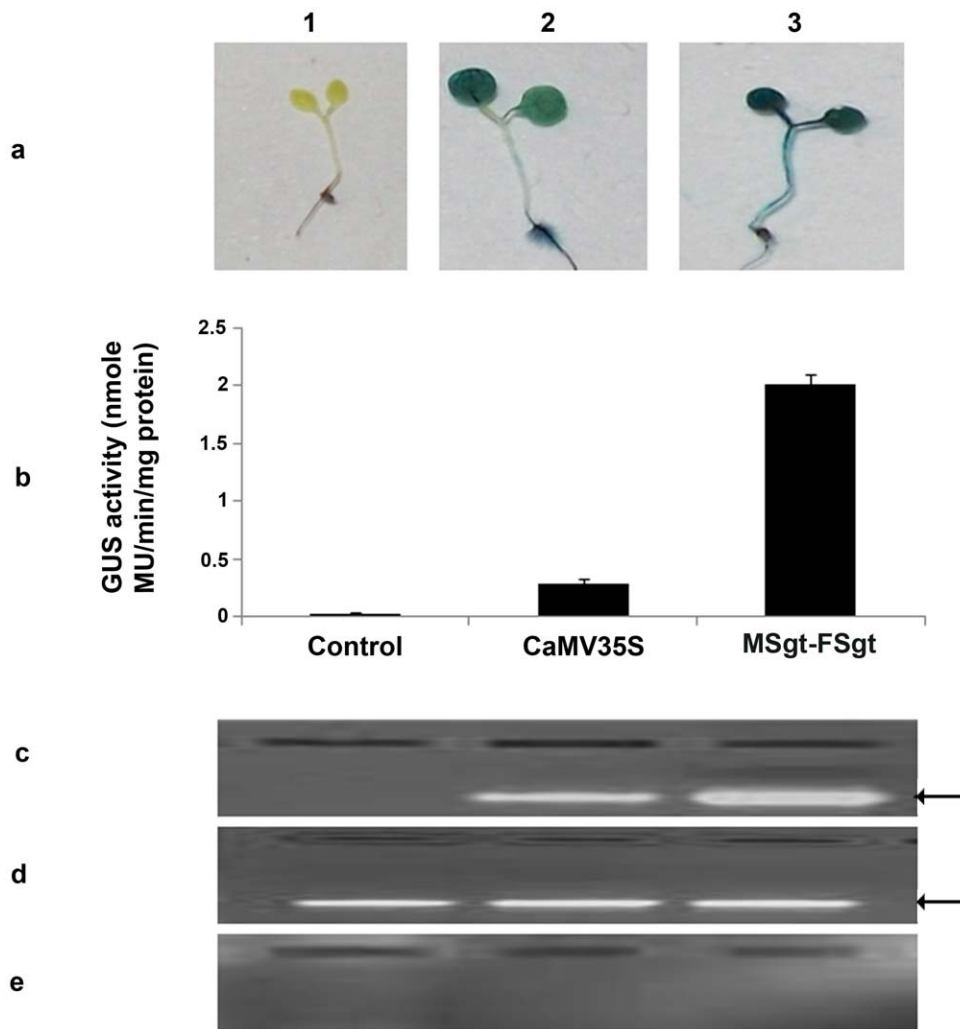 1 2 3
a
b
GUS activity (nmole
MU/min/mg protein)
2.5
2
1.5
1
0.5
0
Control CaMV35S MSgt-FSgt
c
d
e